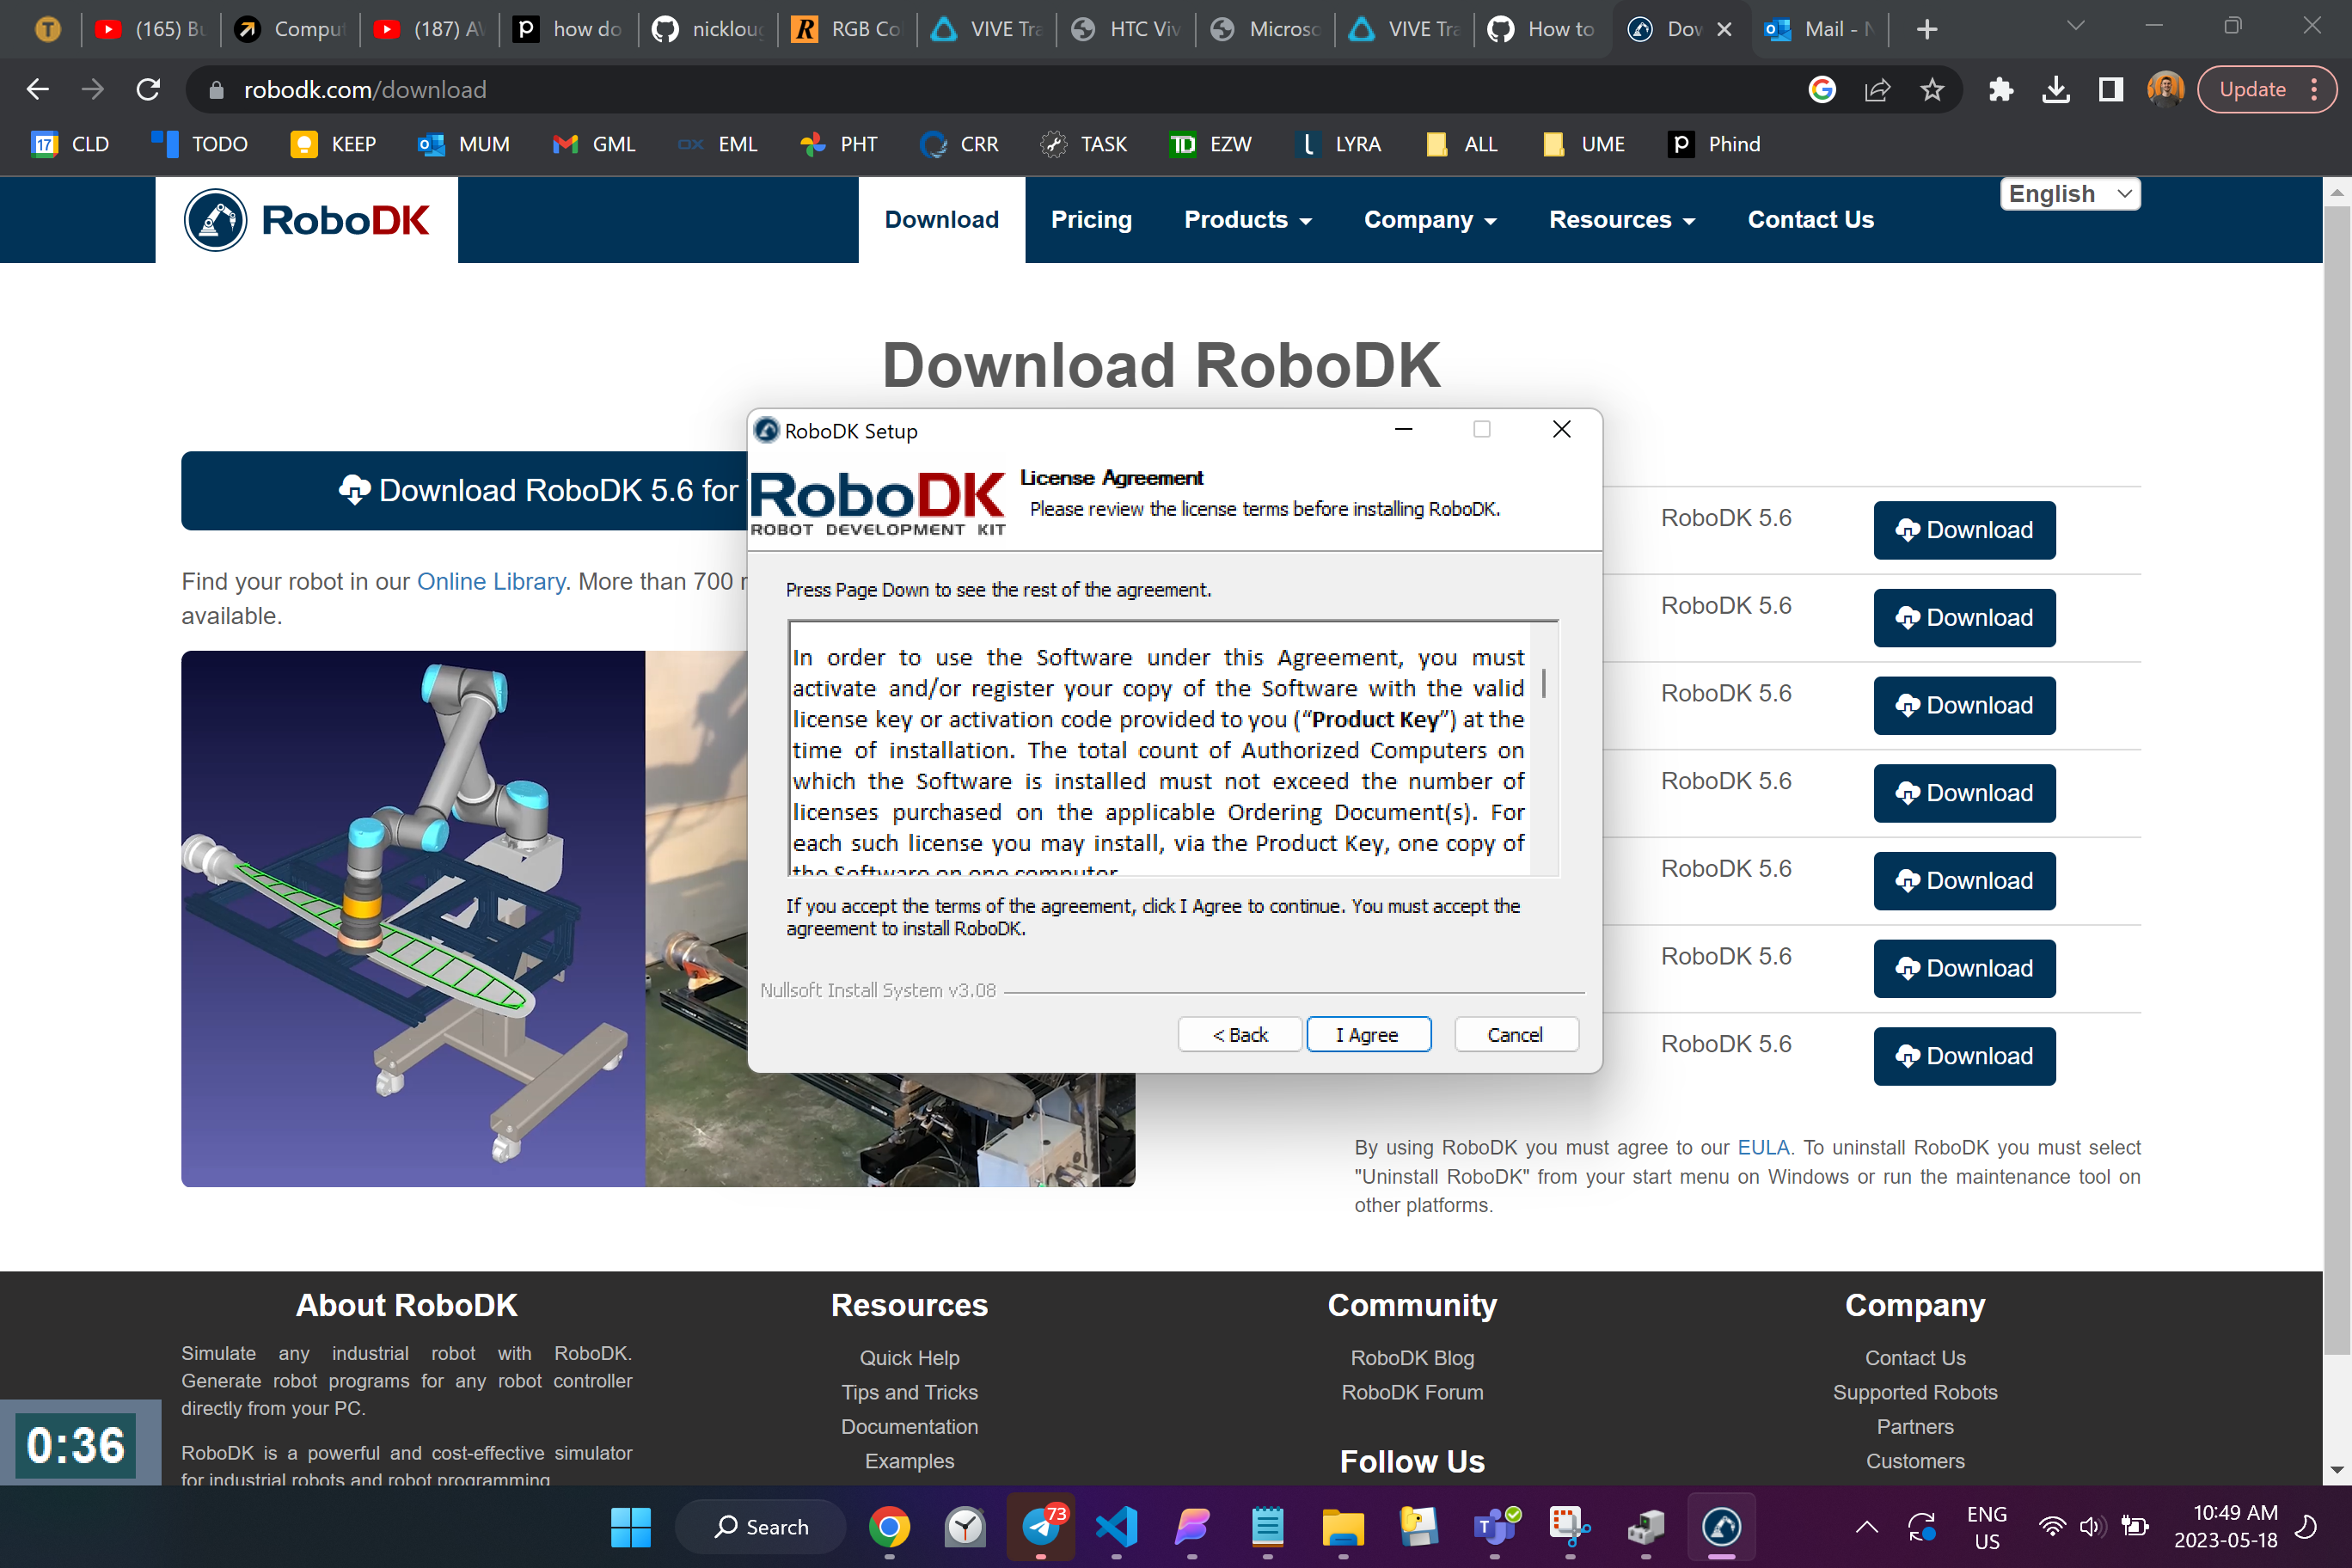 T
(165) Bu
Comput
(187) A
p
how do
nicklou
R
RGB Co
VIVE Tra
HTC Viv
Microso
VIVE Tra
How to
Dow
Mail - N
robodk.com/download
Update
17 CLD
TODO
KEEP
MUM
GML
DX EML
PHT
CRR
TASK
TD EZW
LYRA
ALL
UME
p Phind
RoboDK
Download
Pricing
Products
Company
Resources
Contact Us
English
Download RoboDK
Download RoboDK 5.6 for
Find your robot in our Online Library. More than 700 r
available.
RoboDK Setup
RoboDK
ROBOT DEVELOPMENT KIT
License Agreement
Please review the license terms before installing RoboDK.
Press Page Down to see the rest of the agreement.
In order to use the Software under this Agreement, you must
activate and/or register your copy of the Software with the valid
license key or activation code provided to you (“Product Key”) at the
time of installation. The total count of Authorized Computers on
which the Software is installed must not exceed the number of
licenses purchased on the applicable Ordering Document(s). For
each such license you may install, via the Product Key, one copy of
the Software on one computer
If you accept the terms of the agreement, click I Agree to continue. You must accept the
agreement to install RoboDK.
Nullsoft Install System v3.08
< Back
I Agree
Cancel
RoboDK 5.6 Download
RoboDK 5.6 Download
RoboDK 5.6 Download
RoboDK 5.6 Download
RoboDK 5.6 Download
RoboDK 5.6 Download
RoboDK 5.6 Download
By using RoboDK you must agree to our EULA. To uninstall RoboDK you must select
"Uninstall RoboDK" from your start menu on Windows or run the maintenance tool on
other platforms.
About RoboDK
Simulate any industrial robot with RoboDK.
Generate robot programs for any robot controller
directly from your PC.
RoboDK is a powerful and cost-effective simulator
for industrial robots and robot programming
Resources
Quick Help
Tips and Tricks
Documentation
Examples
Community
RoboDK Blog
RoboDK Forum
Follow Us
Company
Contact Us
Supported Robots
Partners
Customers
0:36
Search
73
ENG
US
10:49 AM
2023-05-18